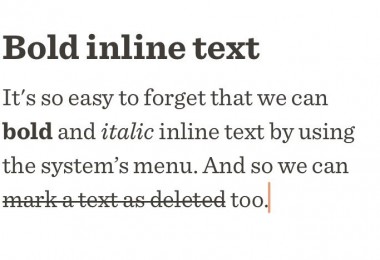 Bold inline text
It's so easy to forget that we can
bold and italic inline text by using
the system’s menu. And so we can
mark a text as deleted too.